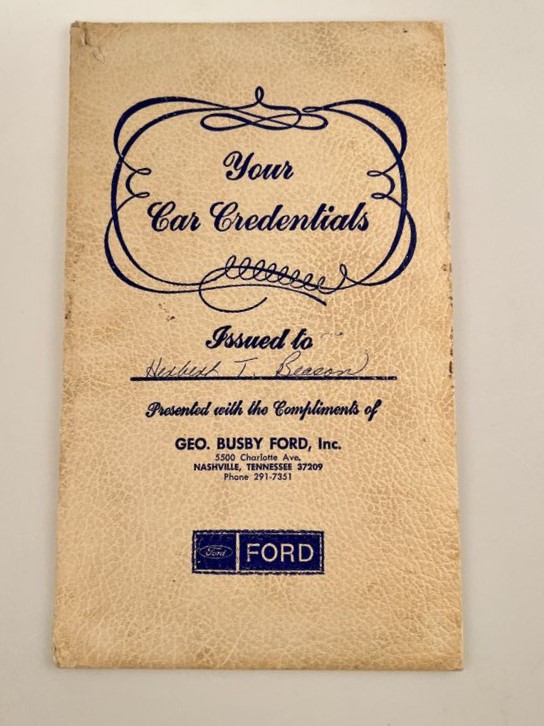 Your
Car Credentials
Issued to
Herbert T. Beason
Presented with the Compliments of
GEO. BUSBY FORD, Inc.
5500 Charlotte Ave.
NASHVILLE, TENNESSEE 37209
Phone 291-7351
Ford FORD